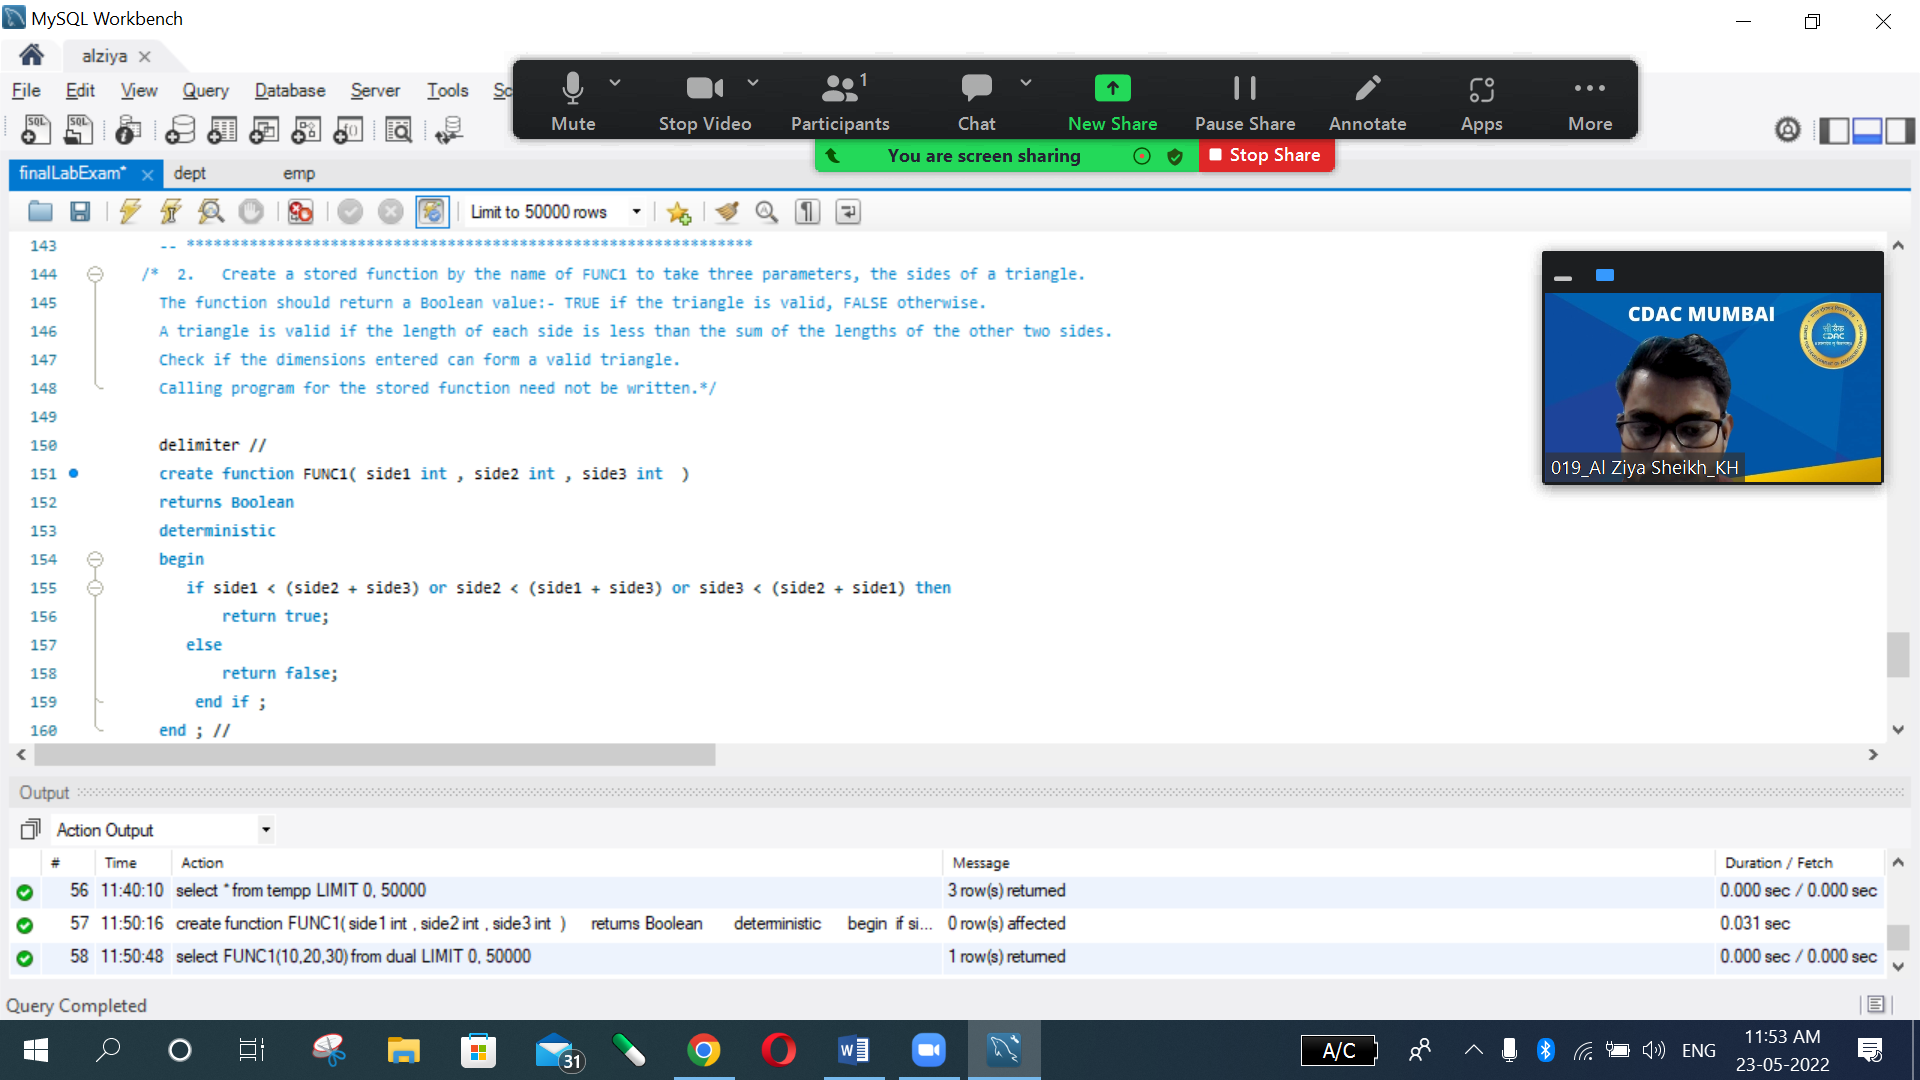 MySQL Workbench
alziya
File Edit View Query Database Server Tools Sc
Mute Stop Video 1 Participants Chat New Share Pause Share Annotate Apps More
You are screen sharing Stop Share
finalLabExam* dept emp
Limit to 50000 rows
143 -- ***************************************************************
144 /* 2. Create a stored function by the name of FUNC1 to take three parameters, the sides of a triangle.
145 The function should return a Boolean value:- TRUE if the triangle is valid, FALSE otherwise.
146 A triangle is valid if the length of each side is less than the sum of the lengths of the other two sides.
147 Check if the dimensions entered can form a valid triangle.
148 Calling program for the stored function need not be written.*/
149
150 delimiter //
151 create function FUNC1( side1 int , side2 int , side3 int )
152 returns Boolean
153 deterministic
154 begin
155 if side1 < (side2 + side3) or side2 < (side1 + side3) or side3 < (side2 + side1) then
156 return true;
157 else
158 return false;
159 end if ;
160 end ; //
CDAC MUMBAI
सी डैक
CDAC
019_Al Ziya Sheikh_KH
Output
Action Output
# Time Action Message Duration / Fetch
56 11:40:10 select * from tempp LIMIT 0, 50000 3 row(s) returned 0.000 sec / 0.000 sec
57 11:50:16 create function FUNC1( side1 int , side2 int , side3 int ) returns Boolean deterministic begin if si... 0 row(s) affected 0.031 sec
58 11:50:48 select FUNC1(10,20,30) from dual LIMIT 0, 50000 1 row(s) returned 0.000 sec / 0.000 sec
Query Completed
31
A/C
ENG
11:53 AM
23-05-2022